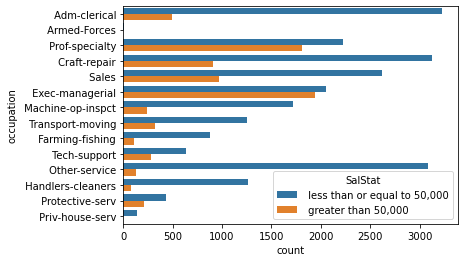 Adm-clerical
Armed-Forces
Prof-specialty
Craft-repair
Sales
Exec-managerial
Machine-op-inspct
Transport-moving
Farming-fishing
Tech-support
Other-service
Handlers-cleaners
Protective-serv
Priv-house-serv
occupation
SalStat
less than or equal to 50,000
greater than 50,000
0 500 1000 1500 2000 2500 3000
count